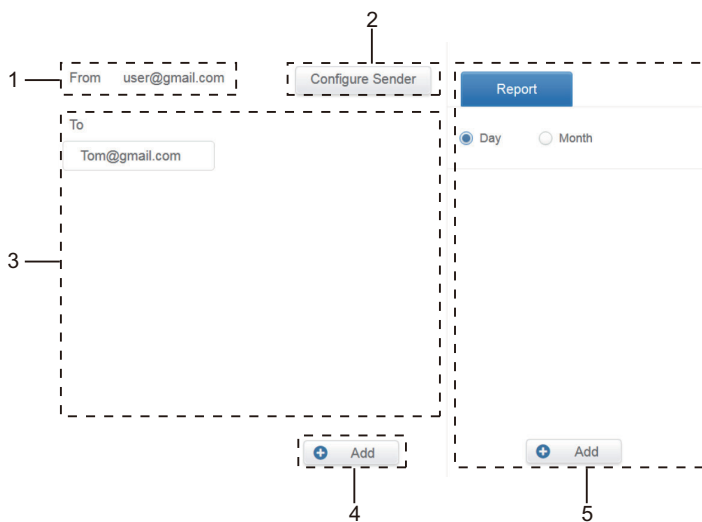 2
1
From user@gmail.com
Configure Sender
Report
To
Tom@gmail.com
Day
Month
3
Add
Add
4
5